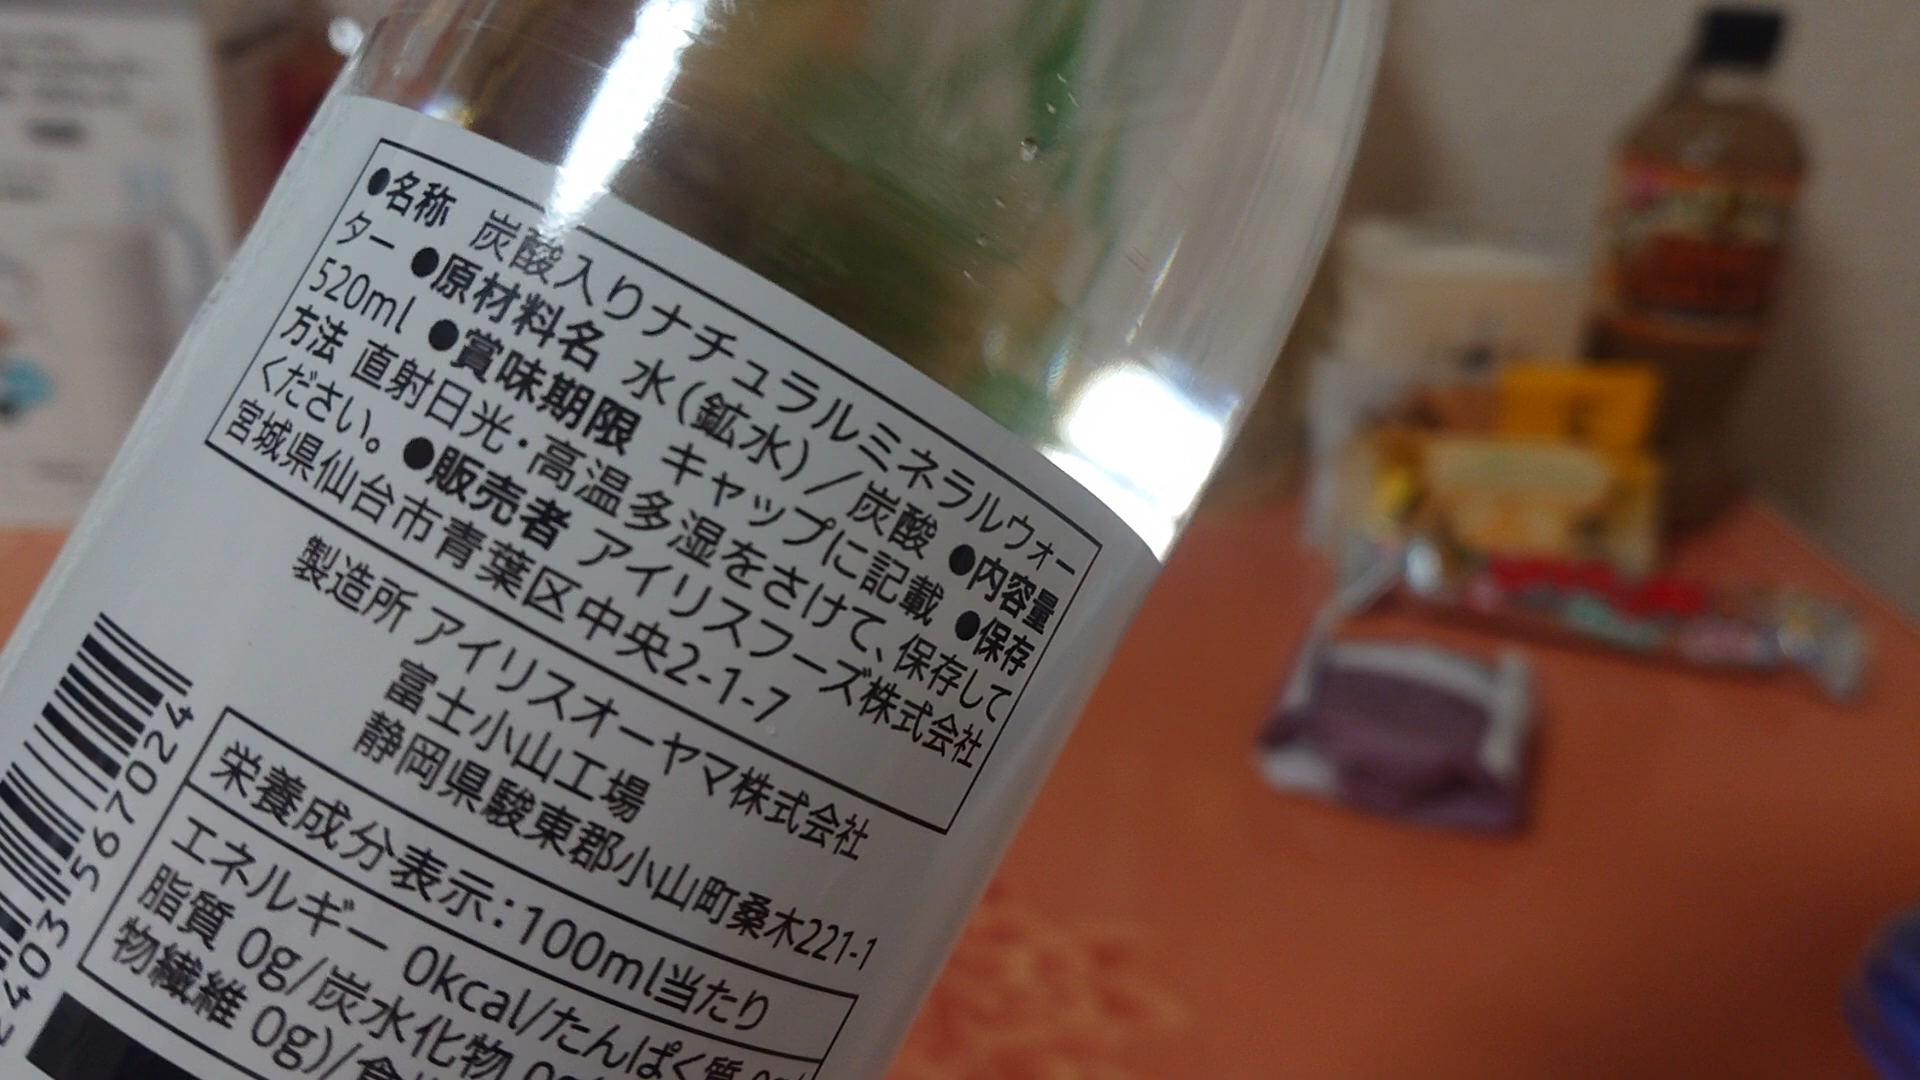 ●名称 炭酸入りナチュラルミネラルウォー
ター ●原材料名 水(鉱水)/炭酸 ●内容量
520ml ●賞味期限 キャップに記載 ●保存
方法 直射日光・高温多湿をさけて、保存して
ください。 ●販売者 アイリスフーズ株式会社
宮城県仙台市青葉区中央2-1-7
製造所 アイリスオーヤマ株式会社
富士小山工場
静岡県駿東郡小山町桑木221-1
栄養成分表示:100ml当たり
エネルギー 0kcal/たんぱく質
脂質 0g/炭水化物
物繊維 0g)/食
2403 567024